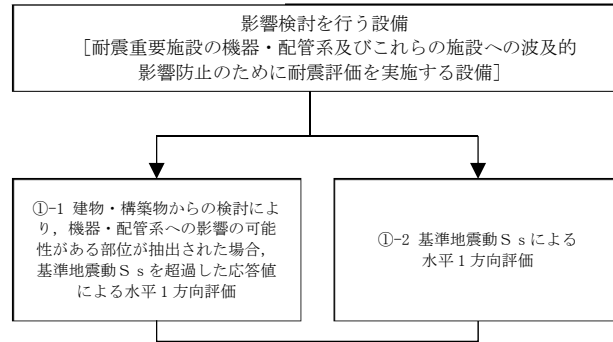 影響検討を行う設備
［耐震重要施設の機器・配管系及びこれらの施設への波及的
影響防止のために耐震評価を実施する設備］
①-1 建物・構築物からの検討によ
り，機器・配管系への影響の可能
性がある部位が抽出された場合，
基準地震動Ｓｓを超過した応答値
による水平１方向評価
①-2 基準地震動Ｓｓによる
水平１方向評価